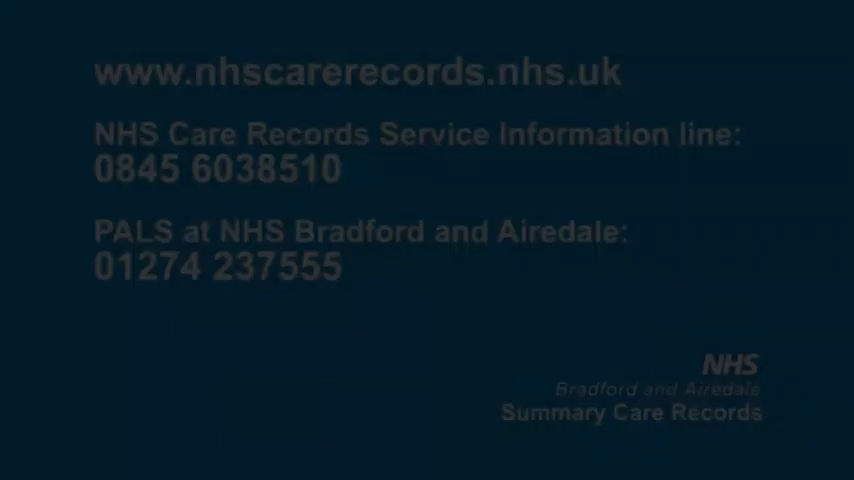 www.nhscarerecords.nhs.uk
NHS Care Records Service Information line:
0845 6038510
PALS at NHS Bradford and Airedale:
01274 237555
NHS
Bradford and Airedale
Summary Care Records